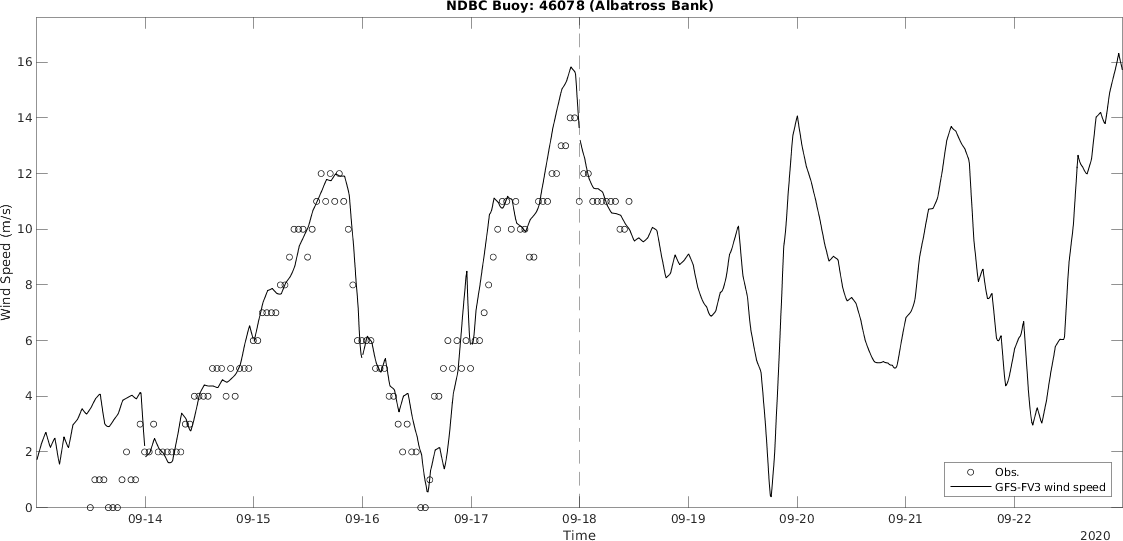 NDBC Buoy: 46078 (Albatross Bank)
Wind Speed (m/s)
16
14
12
10
8
6
4
2
0
Obs.
GFS-FV3 wind speed
09-14 09-15 09-16 09-17 09-18 09-19 09-20 09-21 09-22
Time
2020